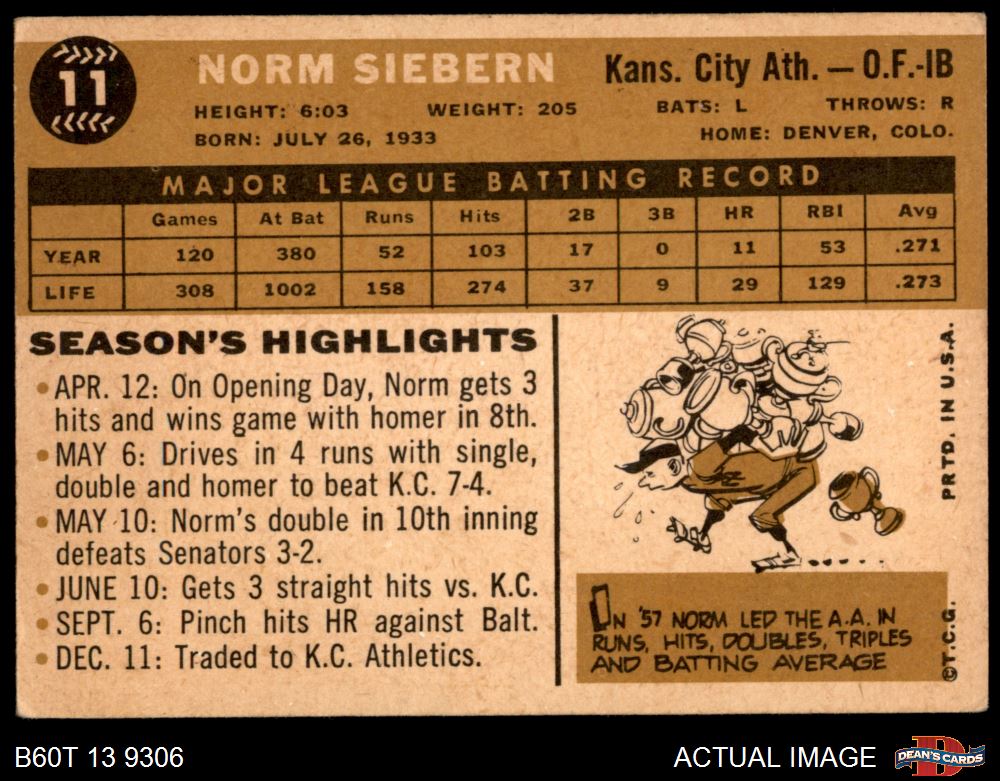 11
NORM SIEBERN
Kans. City Ath. — O.F.-IB
HEIGHT: 6:03 WEIGHT: 205 BATS: L THROWS: R
BORN: JULY 26, 1933 HOME: DENVER, COLO.
MAJOR LEAGUE BATTING RECORD
Games At Bat Runs Hits 2B 3B HR RBI Avg
YEAR 120 380 52 103 17 0 11 53 .271
LIFE 308 1002 158 274 37 9 29 129 .273
SEASON'S HIGHLIGHTS
• APR. 12: On Opening Day, Norm gets 3
hits and wins game with homer in 8th.
• MAY 6: Drives in 4 runs with single,
double and homer to beat K.C. 7-4.
• MAY 10: Norm's double in 10th inning
defeats Senators 3-2.
• JUNE 10: Gets 3 straight hits vs. K.C.
• SEPT. 6: Pinch hits HR against Balt.
• DEC. 11: Traded to K.C. Athletics.
IN '57 NORM LED THE A.A. IN
RUNS, HITS, DOUBLES, TRIPLES
AND BATTING AVERAGE
PRTD. IN U.S.A.
©T.C.G.
B60T 13 9306
ACTUAL IMAGE
D
DEAN'S CARDS